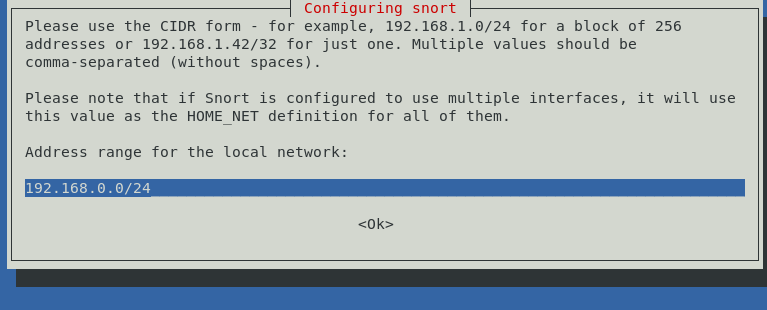 Configuring snort
Please use the CIDR form - for example, 192.168.1.0/24 for a block of 256
addresses or 192.168.1.42/32 for just one. Multiple values should be
comma-separated (without spaces).
Please note that if Snort is configured to use multiple interfaces, it will use
this value as the HOME_NET definition for all of them.
Address range for the local network:
192.168.0.0/24
<Ok>